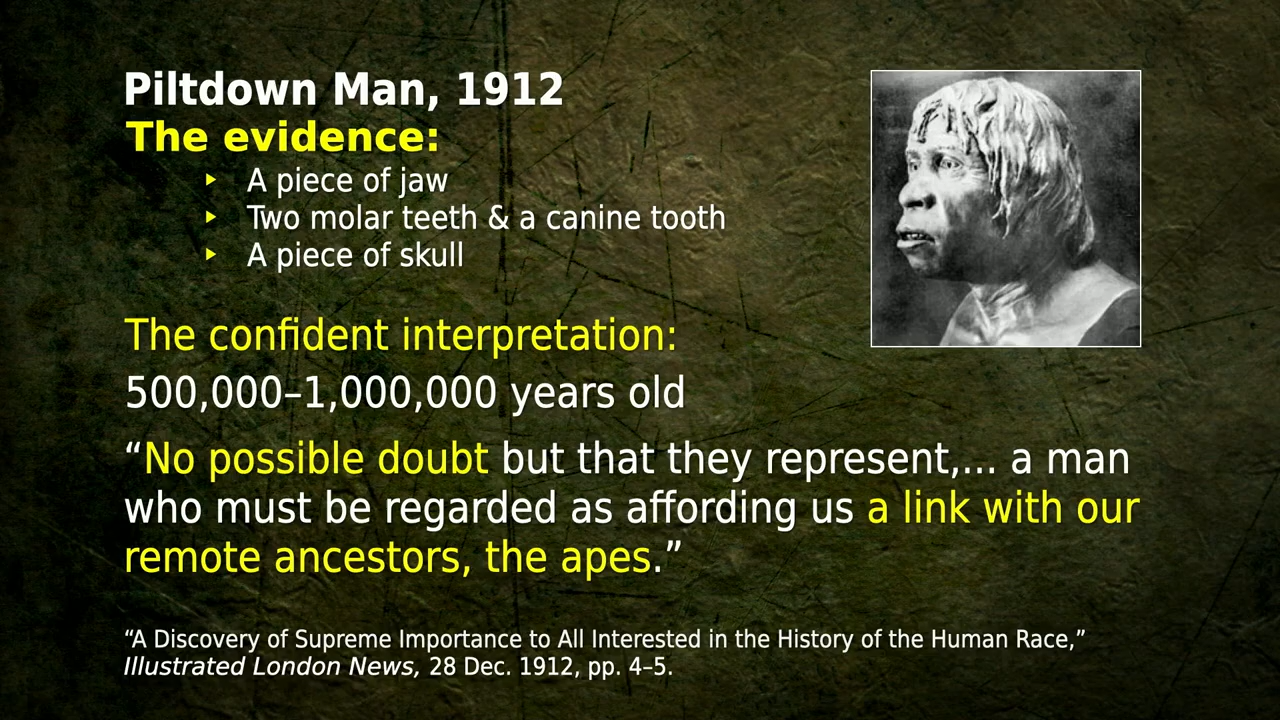 Piltdown Man, 1912
The evidence:
‣ A piece of jaw
‣ Two molar teeth & a canine tooth
‣ A piece of skull
The confident interpretation:
500,000–1,000,000 years old
“No possible doubt but that they represent,... a man
who must be regarded as affording us a link with our
remote ancestors, the apes.”
“A Discovery of Supreme Importance to All Interested in the History of the Human Race,”
Illustrated London News, 28 Dec. 1912, pp. 4–5.